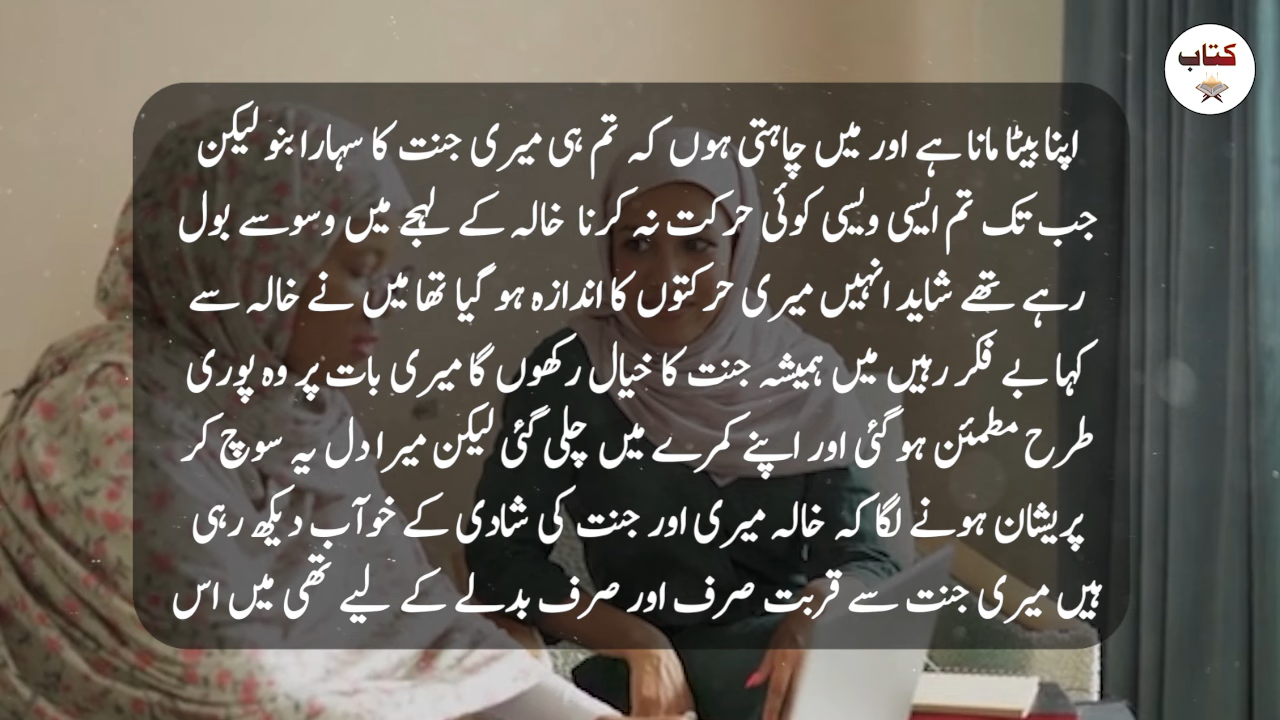 کتاب
اپنا بیٹا مانا ہے اور میں چاہتی ہوں کہ تم ہی میری جنت کا سہارا بنو لیکن
جب تک تم ایسی ویسی کوئی حرکت نہ کرنا خالہ کے لہجے میں وسوسے بول
رہے تھے شاید انہیں میری حرکتوں کا اندازہ ہو گیا تھا میں نے خالہ سے
کہا بے فکر رہیں میں ہمیشہ جنت کا خیال رکھوں گا میری بات پر وہ پوری
طرح مطمئن ہو گئی اور اپنے کمرے میں چلی گئی لیکن میرا دل یہ سوچ کر
پریشان ہونے لگا کہ خالہ میری اور جنت کی شادی کے خوآب دیکھ رہی
ہیں میری جنت سے قربت صرف اور صرف بدلے کے لیے تھی میں اس